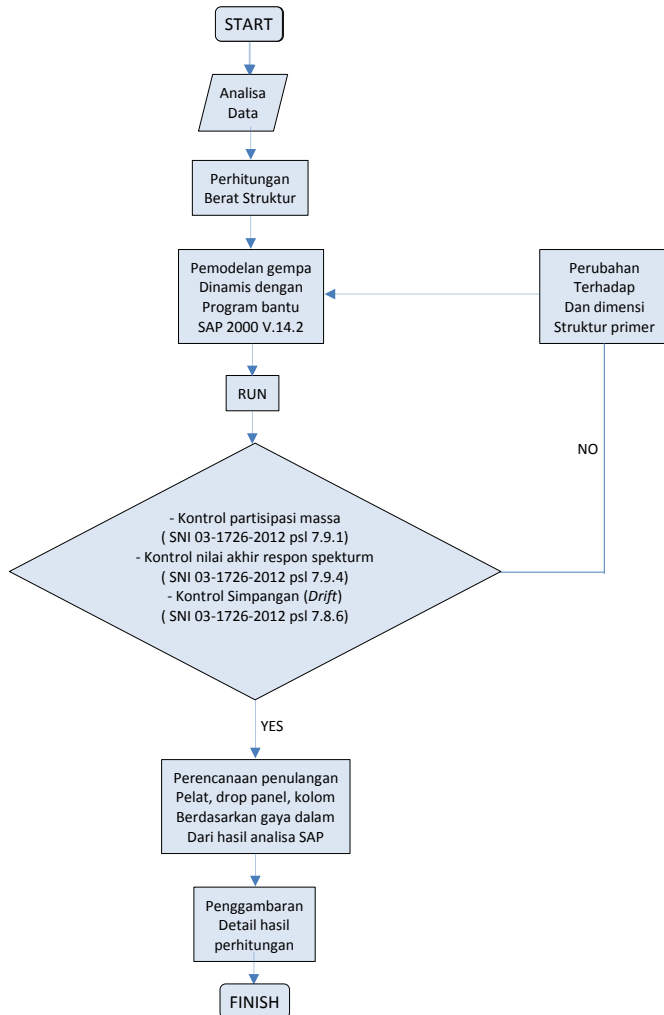 START
Analisa
Data
Perhitungan
Berat Struktur
Pemodelan gempa
Dinamis dengan
Program bantu
SAP 2000 V.14.2
Perubahan
Terhadap
Dan dimensi
Struktur primer
RUN
NO
- Kontrol partisipasi massa
( SNI 03-1726-2012 psl 7.9.1)
- Kontrol nilai akhir respon spekturm
( SNI 03-1726-2012 psl 7.9.4)
- Kontrol Simpangan (Drift)
( SNI 03-1726-2012 psl 7.8.6)
YES
Perencanaan penulangan
Pelat, drop panel, kolom
Berdasarkan gaya dalam
Dari hasil analisa SAP
Penggambaran
Detail hasil
perhitungan
FINISH